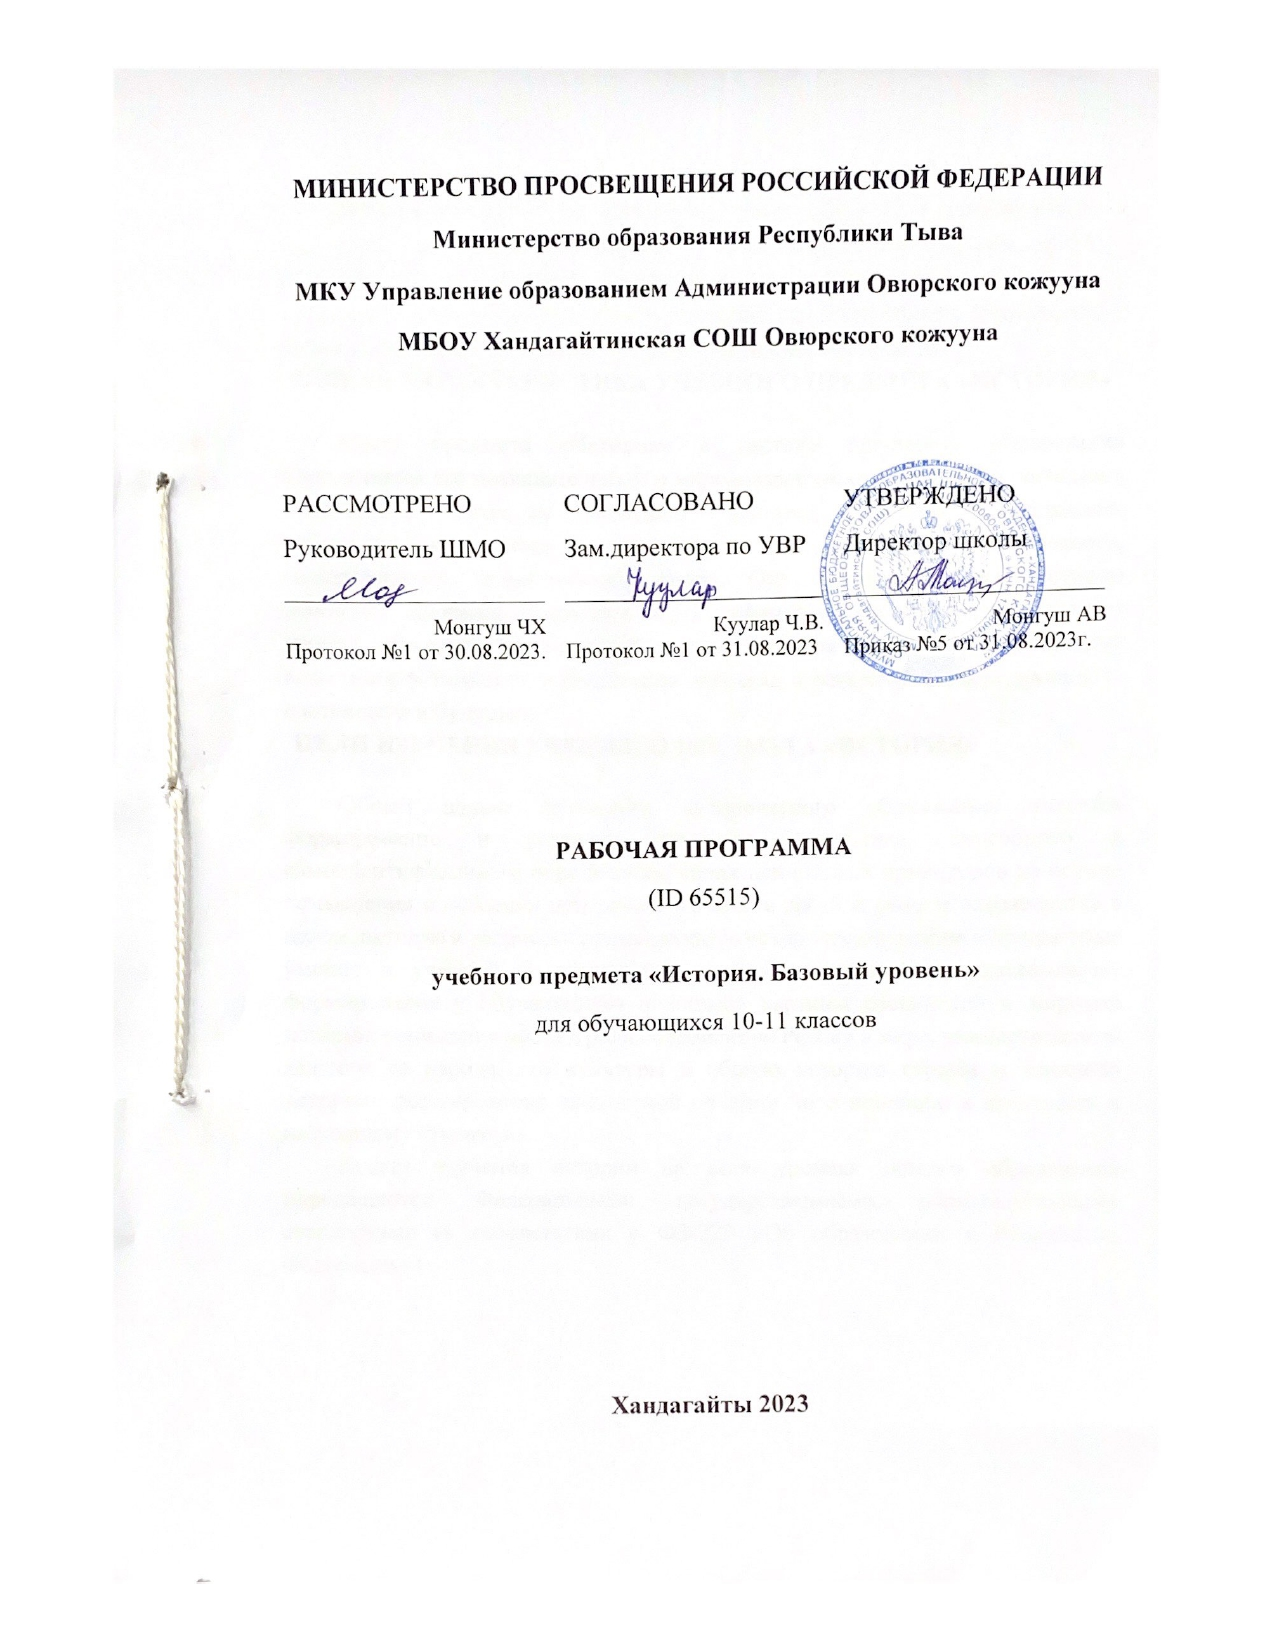 МИНИСТЕРСТВО ПРОСВЕЩЕНИЯ РОССИЙСКОЙ ФЕДЕРАЦИИ
Министерство образования Республики Тыва
МКУ Управление образованием Администрации Овюрского кожууна
МБОУ Хандагайтинская СОШ Овюрского кожууна
РАССМОТРЕНО
Руководитель ШМО
Монгуш ЧХ
Протокол №1 от 30.08.2023.
СОГЛАСОВАНО
Зам.директора по УВР
Куулар
Куулар Ч.В.
Протокол №1 от 31.08.2023
УТВЕРЖДЕНО
Директор школы
Монгуш АВ
Приказ №5 от 31.08.2023г.
РАБОЧАЯ ПРОГРАММА
(ID 65515)
учебного предмета «История. Базовый уровень»
для обучающихся 10-11 классов
Хандагайты 2023